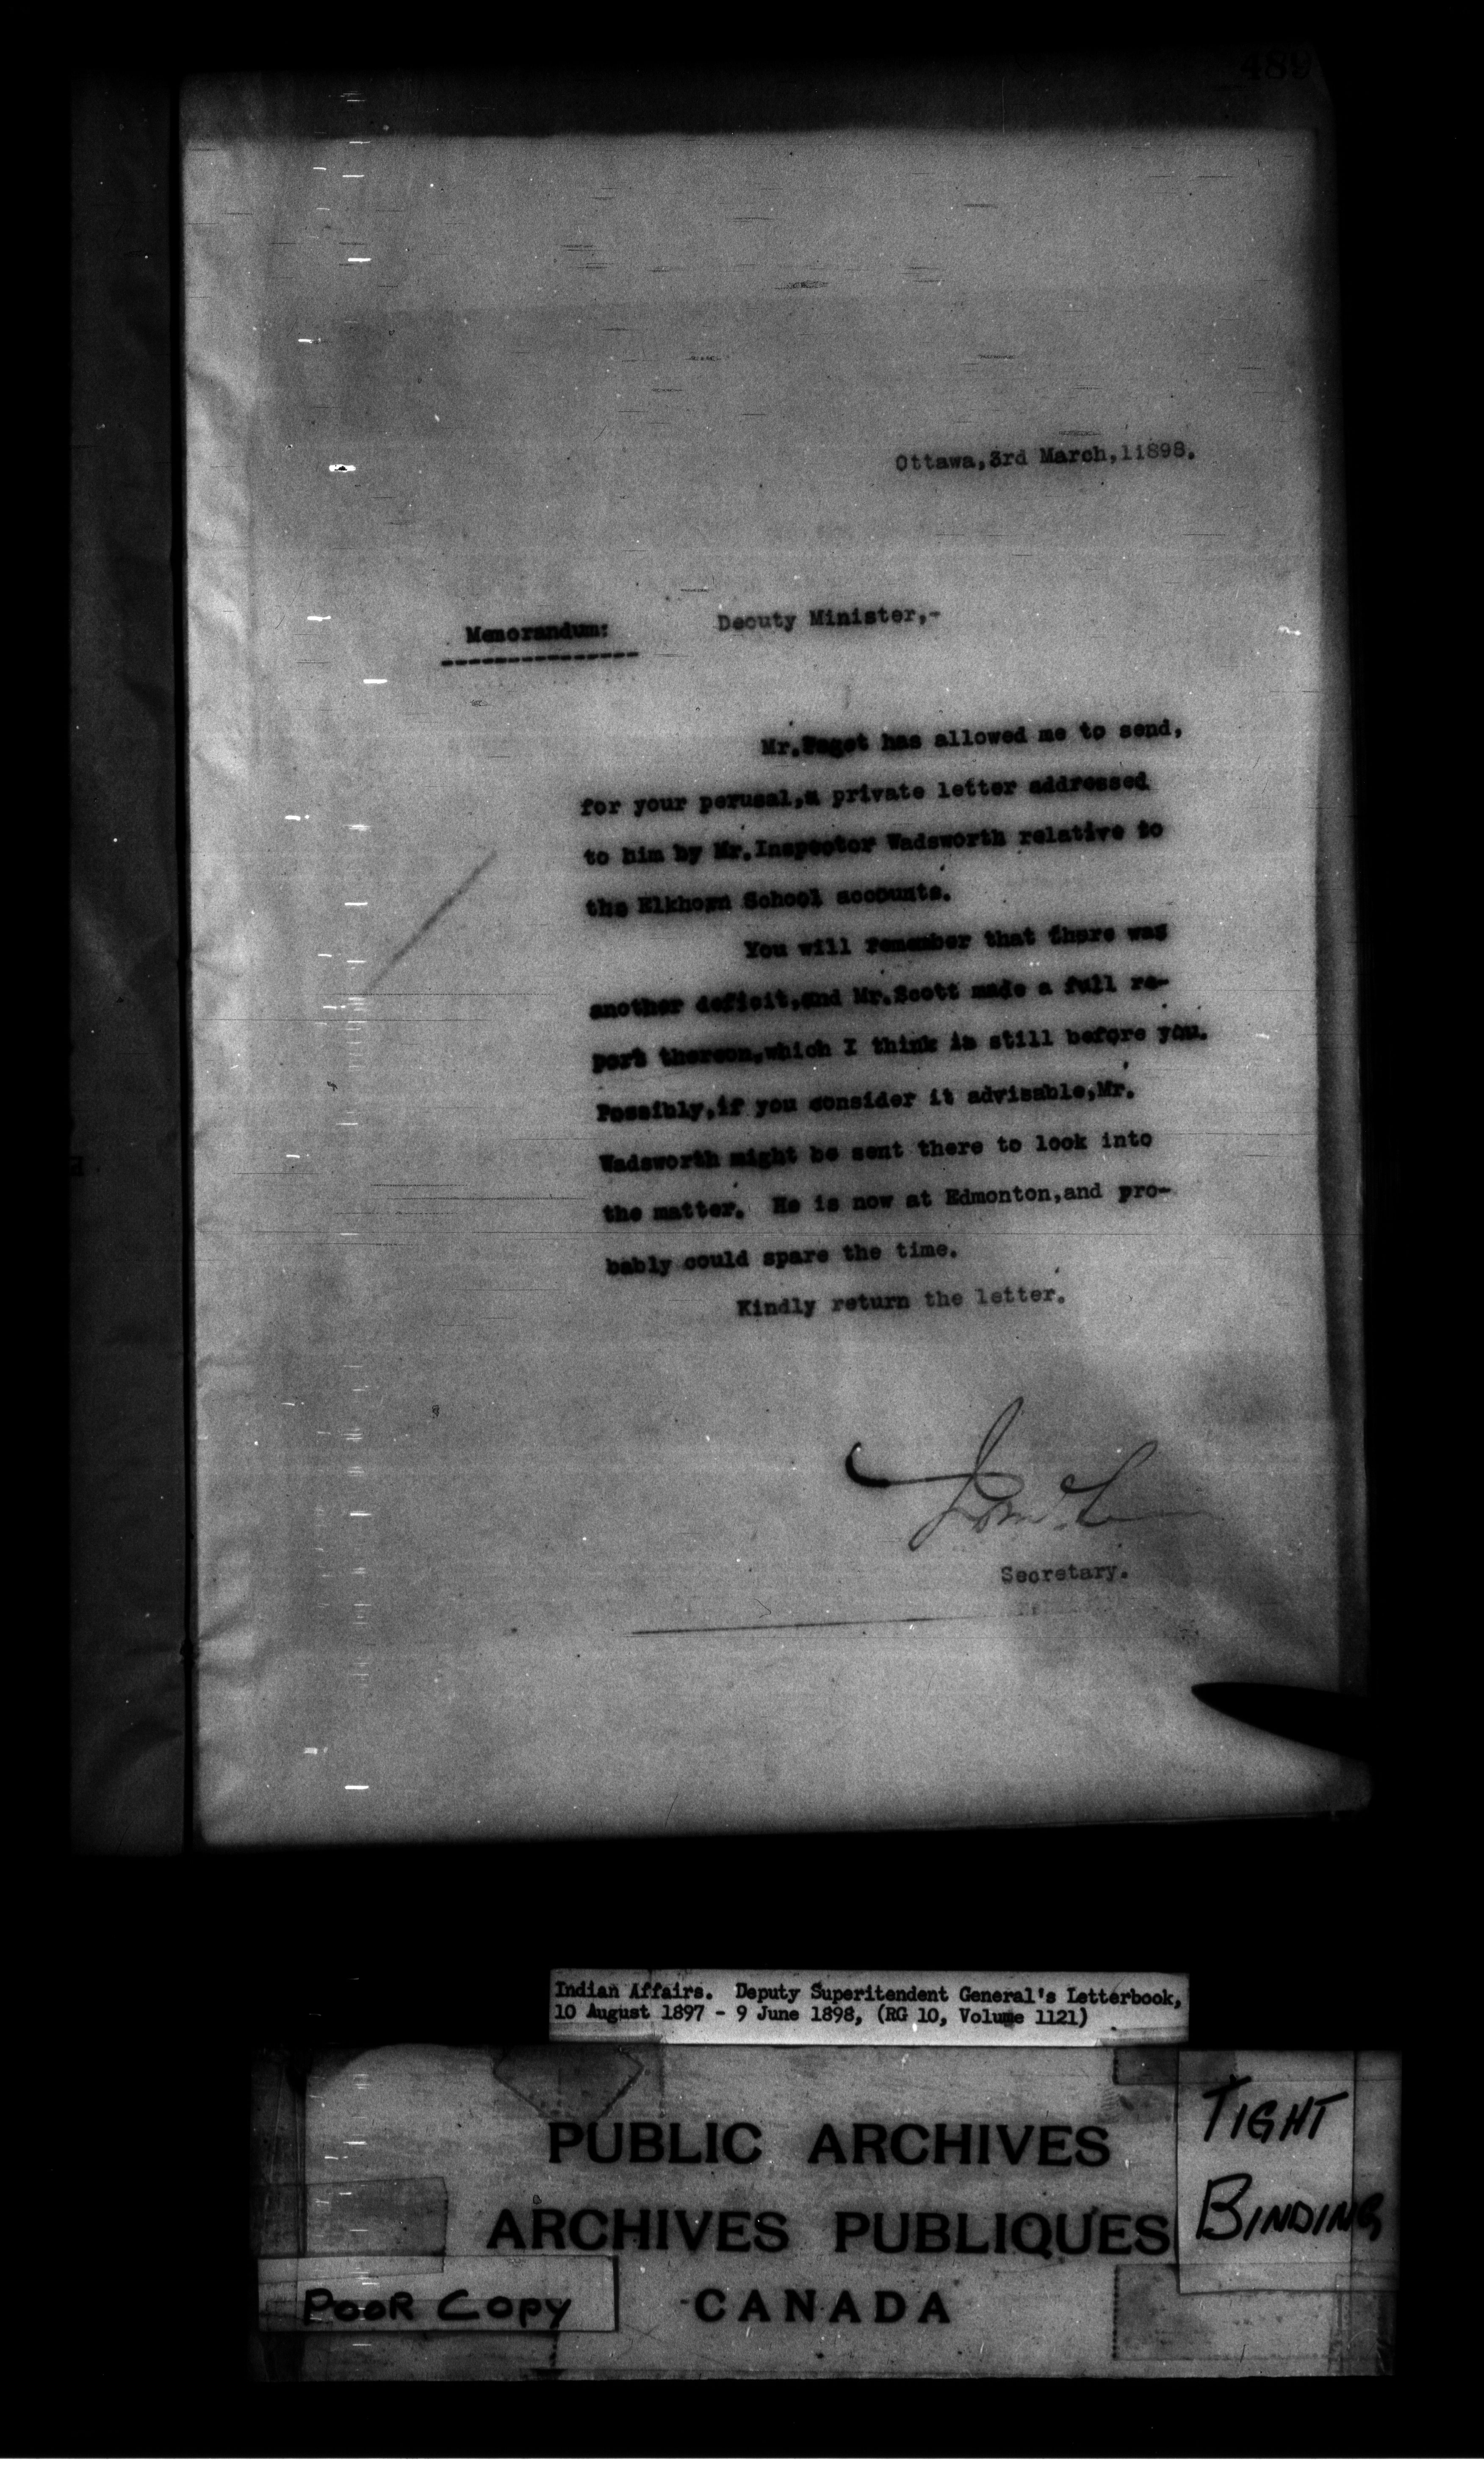 489
Ottawa,3rd March,1i898.
Memorandum:
Deputy Minister,-
Mr.Paget has allowed me to send,
for your perusal,a private letter addressed
to him by Mr.Inspector Wadsworth relative to
the Elkhorn School accounts.
You will remember that there was
another deficit,and Mr.Scott made a full re-
port thereon,which I think is still before you.
Possibly,if you consider it advisable,Mr.
Wadsworth might be sent there to look into
the matter. He is now at Edmonton,and pro-
bably could spare the time.
Kindly return the letter.
Secretary.
Indian Affairs. Deputy Superitendent General's Letterbook,
10 August 1897 - 9 June 1898, (RG 10, Volume 1121)
PUBLIC ARCHIVES
ARCHIVES PUBLIQUES
CANADA
TIGHT
BINDING
POOR COPY